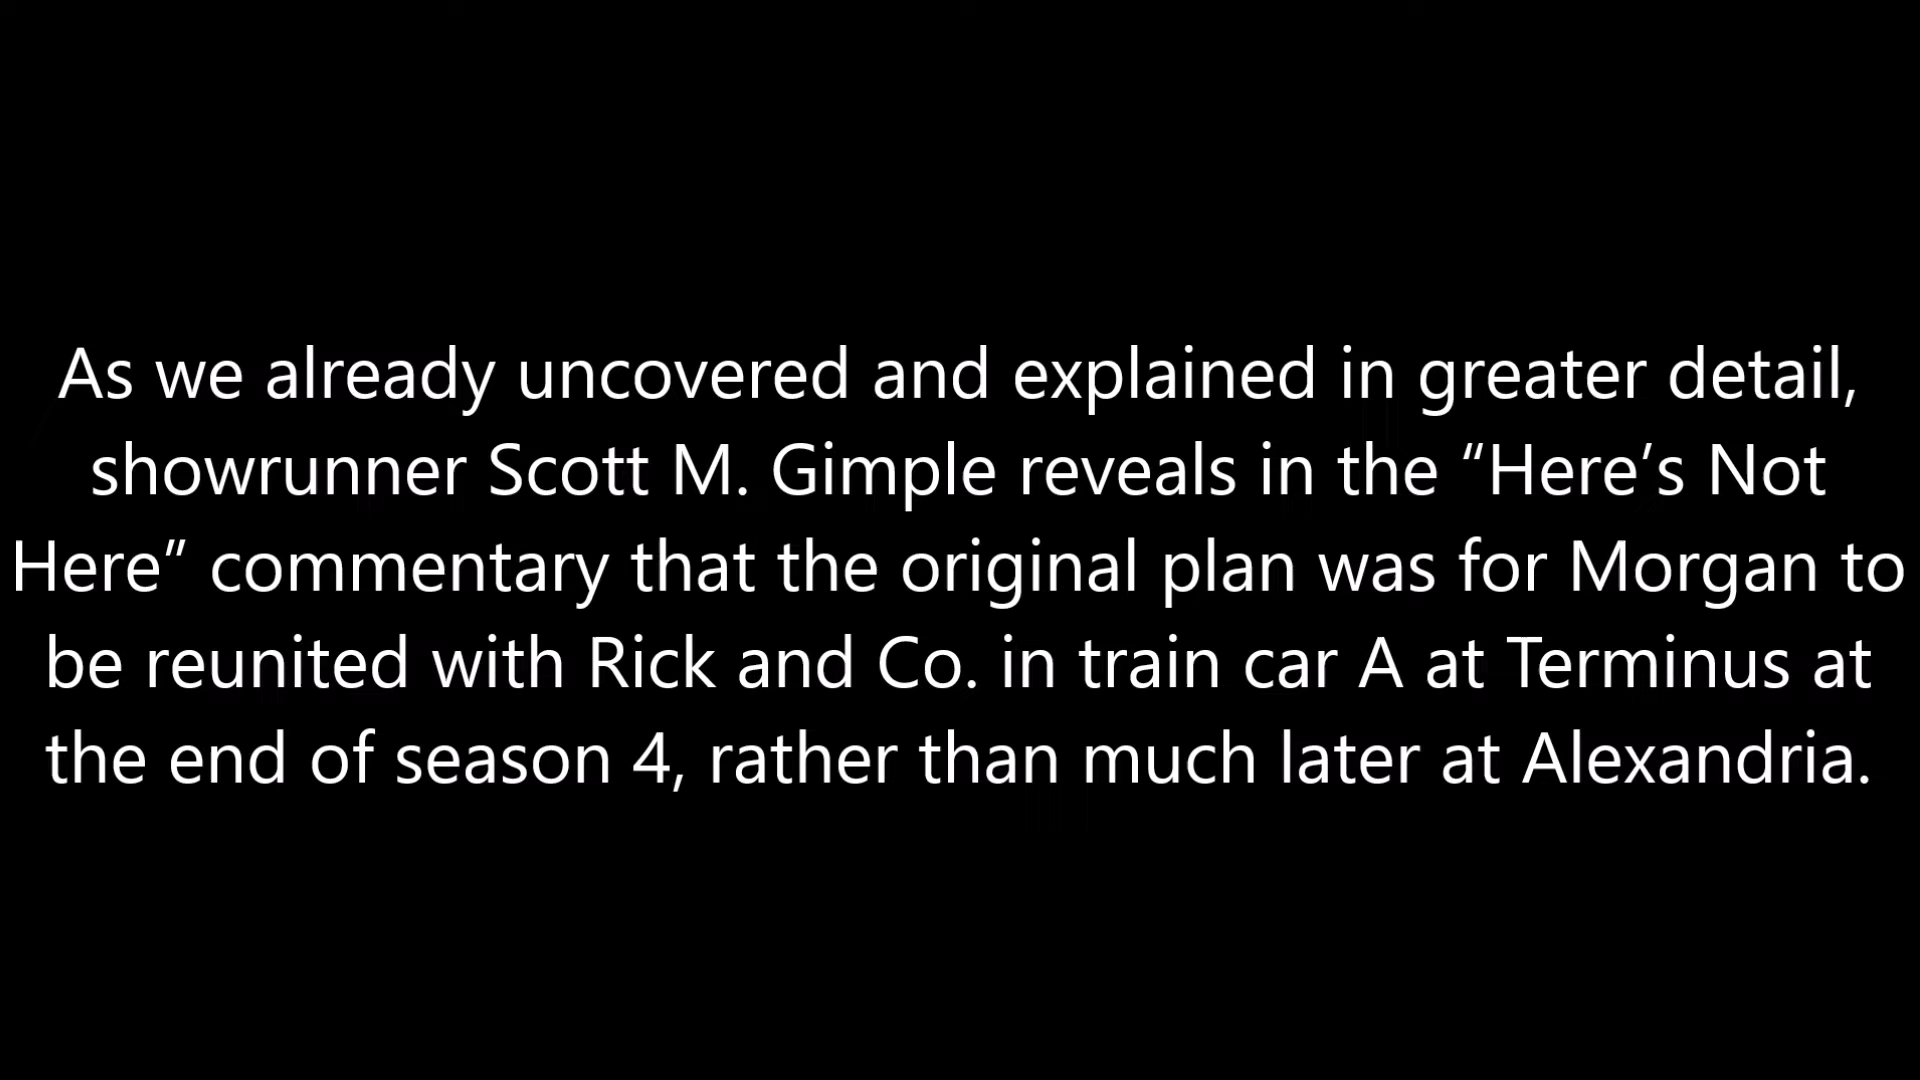 As we already uncovered and explained in greater detail,
showrunner Scott M. Gimple reveals in the “Here’s Not
Here” commentary that the original plan was for Morgan to
be reunited with Rick and Co. in train car A at Terminus at
the end of season 4, rather than much later at Alexandria.